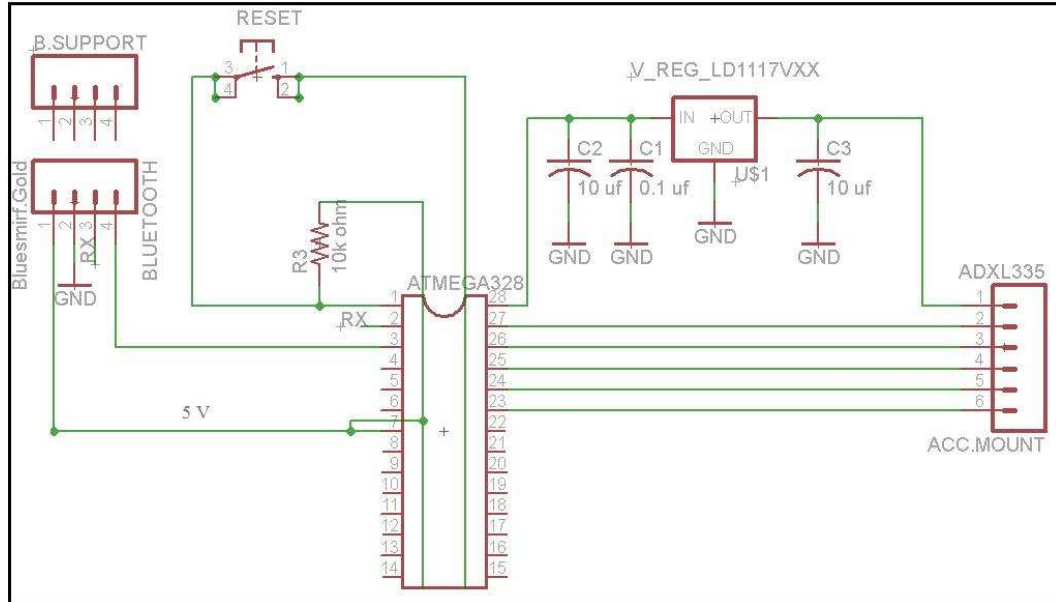 RESET
B.SUPPORT
1 2 3 4
3 1
4 2
V_REG_LD1117VXX
IN OUT
GND
U$1
C2
10 uf
C1
0.1 uf
C3
10 uf
GND
GND
GND
GND
Bluesmirf.Gold
BLUETOOTH
1 2 3 4
RX
GND
R3
10k ohm
ATMEGA328
RX
5 V
1 28
2 27
3 26
4 25
5 24
6 23
7 22
8 21
9 20
10 19
11 18
12 17
13 16
14 15
ADXL335
1
2
3
4
5
6
ACC.MOUNT